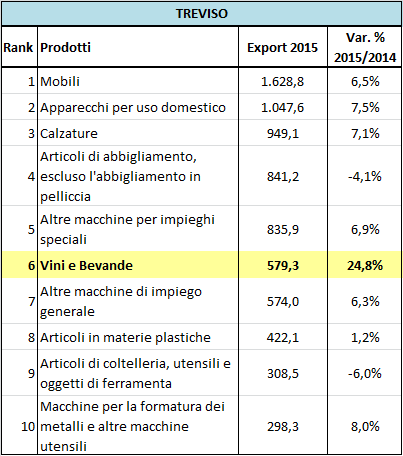 TREVISO
Rank Prodotti Export 2015 Var. %
2015/2014
1 Mobili 1.628,8 6,5%
2 Apparecchi per uso domestico 1.047,6 7,5%
3 Calzature 949,1 7,1%
Articoli di abbigliamento,
4 escluso l'abbigliamento in 841,2 -4,1%
pelliccia
5 Altre macchine per impieghi 835,9 6,9%
speciali
6 Vini e Bevande 579,3 24,8%
7 Altre macchine di impiego 574,0 6,3%
generale
8 Articoli in materie plastiche 422,1 1,2%
9 Articoli di coltelleria, utensili e 308,5 -6,0%
oggetti di ferramenta
Macchine per la formatura dei
10 metalli e altre macchine 298,3 8,0%
utensili